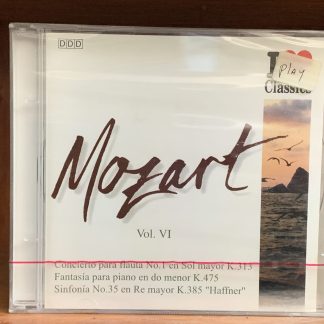 DDD
I
Play
Classics
Mozart
Vol. VI
Concierto para flauta No.1 en Sol mayor K.313
Fantasía para piano en do menor K.475
Sinfonía No.35 en Re mayor K.385 "Haffner"